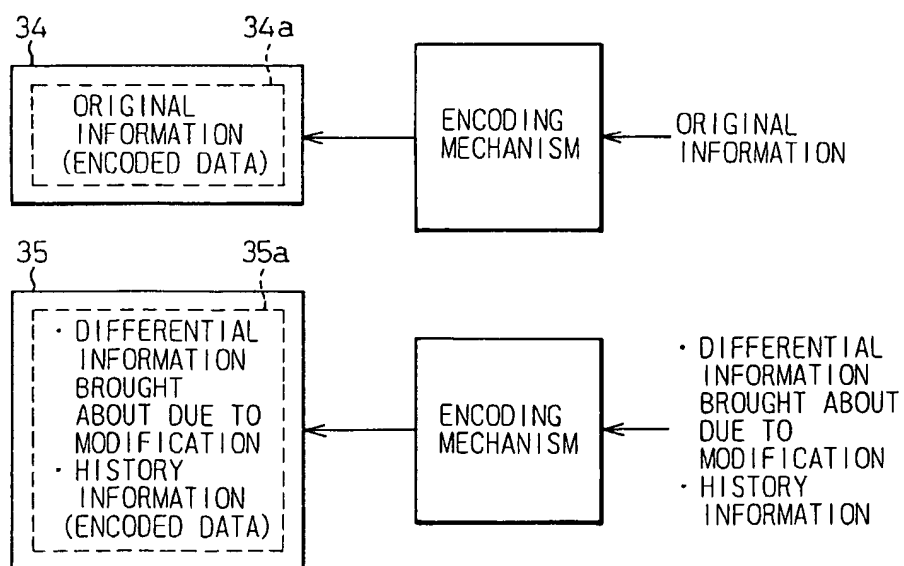 34
34a
ORIGINAL
INFORMATION
(ENCODED DATA)
ENCODING
MECHANISM
ORIGINAL
INFORMATION
35
35a
· DIFFERENTIAL
INFORMATION
BROUGHT
ABOUT DUE TO
MODIFICATION
· HISTORY
INFORMATION
(ENCODED DATA)
ENCODING
MECHANISM
· DIFFERENTIAL
INFORMATION
BROUGHT ABOUT
DUE TO
MODIFICATION
· HISTORY
INFORMATION